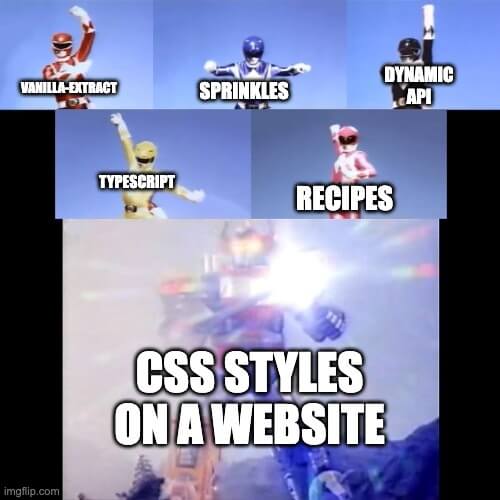 VANILLA-EXTRACT
SPRINKLES
DYNAMIC
API
TYPESCRIPT
RECIPES
CSS STYLES
ON A WEBSITE
imgflip.com